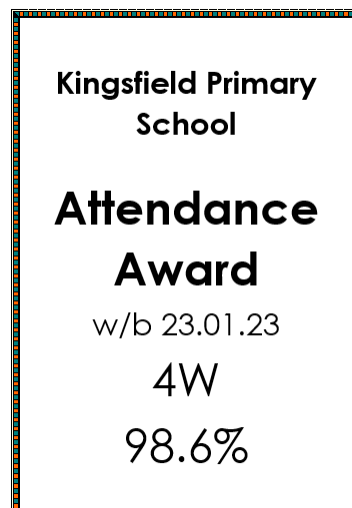 Kingsfield Primary
School
Attendance
Award
w/b 23.01.23
4W
98.6%